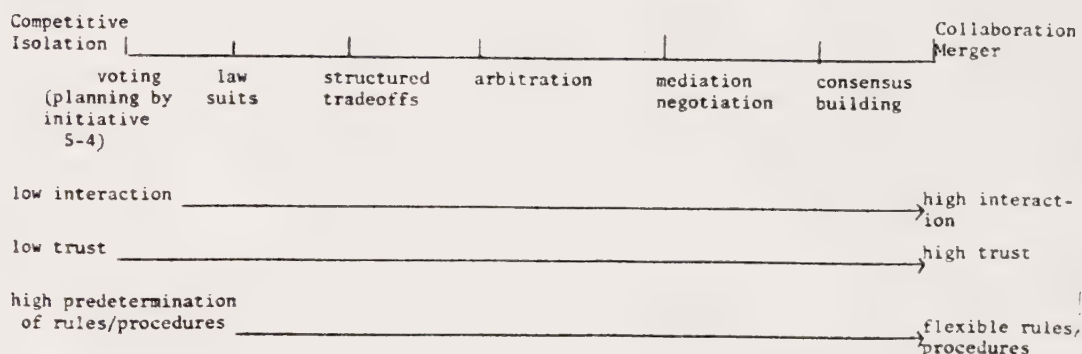 Competitive
Isolation
Collaboration
Merger
voting
(planning by
initiative
5-4)
law
suits
structured
tradeoffs
arbitration
mediation
negotiation
consensus
building
low interaction
high interact-
ion
low trust
high trust
high predetermination
of rules/procedures
flexible rules/
procedures